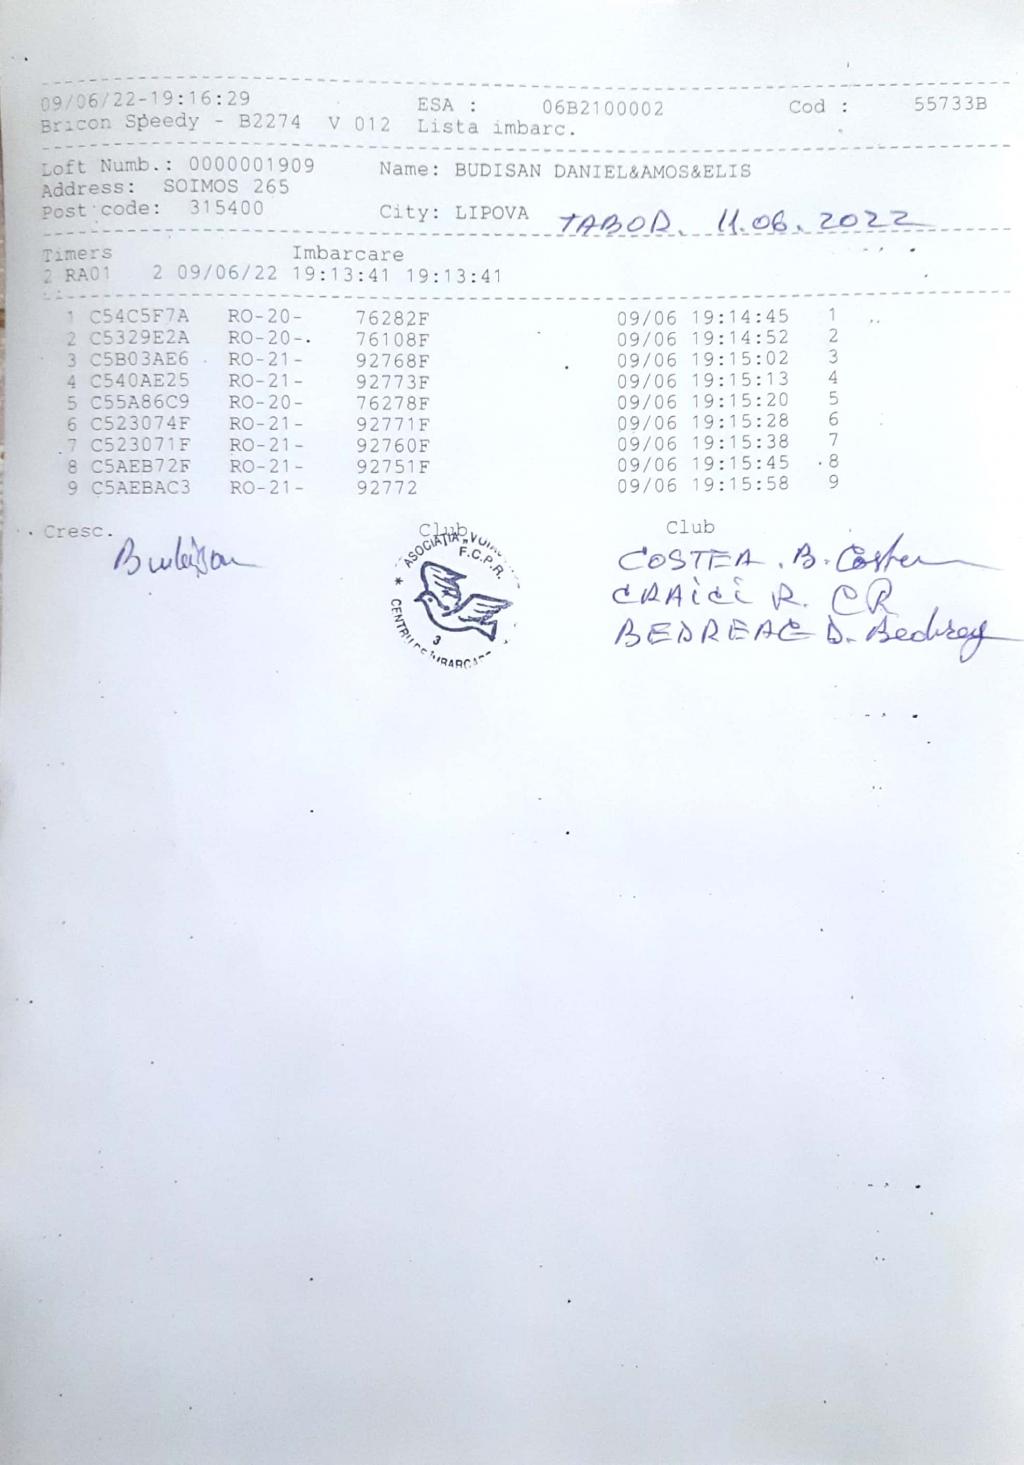 09/06/22-19:16:29 ESA : 06B2100002 Cod : 55733B
Bricon Speedy - B2274 V 012 Lista imbarc.
Loft Numb.: 0000001909 Name: BUDISAN DANIEL&AMOS&ELIS
Address: SOIMOS 265
Post code: 315400 City: LIPOVA TABOR. 11.06.2022
Timers Imbarcare
2 RA01 2 09/06/22 19:13:41 19:13:41
1 C54C5F7A RO-20- 76282F 09/06 19:14:45 1
2 C5329E2A RO-20-. 76108F 09/06 19:14:52 2
3 C5B03AE6 RO-21- 92768F 09/06 19:15:02 3
4 C540AE25 RO-21- 92773F 09/06 19:15:13 4
5 C55A86C9 RO-20- 76278F 09/06 19:15:20 5
6 C523074F RO-21- 92771F 09/06 19:15:28 6
7 C523071F RO-21- 92760F 09/06 19:15:38 7
8 C5AEB72F RO-21- 92751F 09/06 19:15:45 8
9 C5AEBAC3 RO-21- 92772 09/06 19:15:58 9
Cresc. Club Club
Budisan
ASOCIAȚIA
F.C.P.R.
CENTRU DE IMBARCARE
3
COSTEA . B. Costea
CRAICI R. CR
BEDREAG D. Bedreag